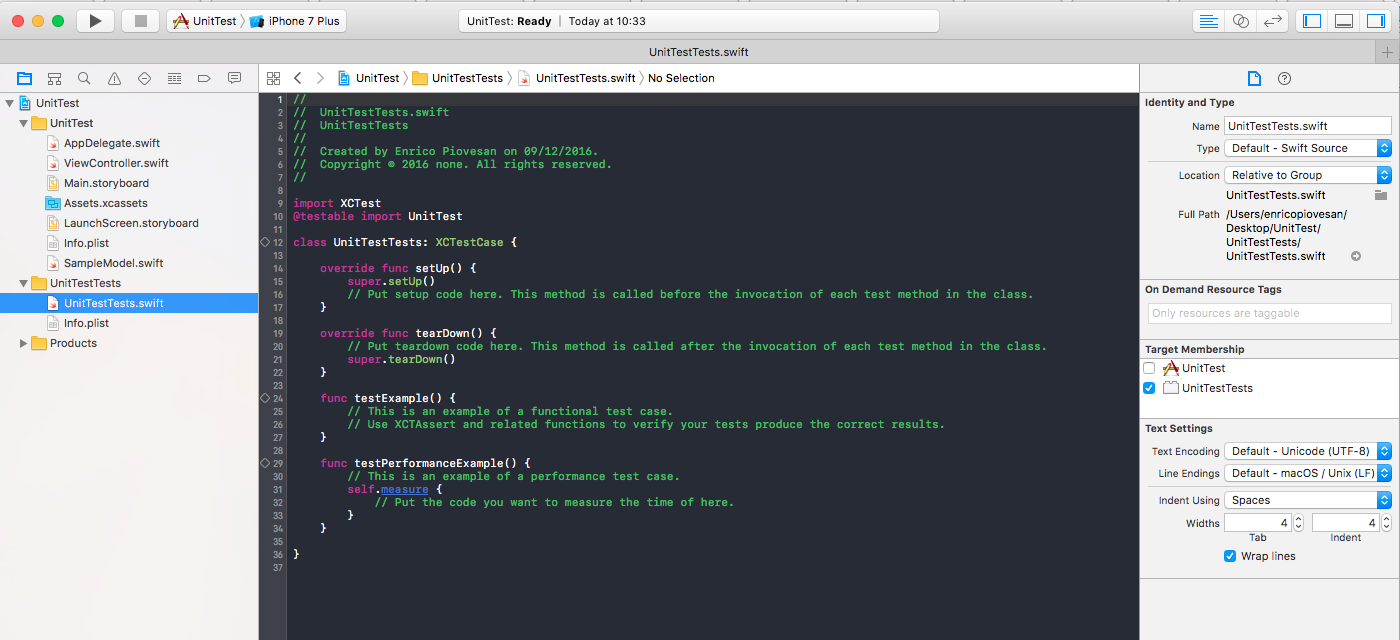 UnitTest 〉 iPhone 7 Plus
UnitTest: Ready | Today at 10:33
UnitTestTests.swift
UnitTest 〉 UnitTestTests 〉 UnitTestTests.swift 〉 No Selection
UnitTest
UnitTest
AppDelegate.swift
ViewController.swift
Main.storyboard
Assets.xcassets
LaunchScreen.storyboard
Info.plist
SampleModel.swift
UnitTestTests
UnitTestTests.swift
Info.plist
Products
1 //
2 //  UnitTestTests.swift
3 //  UnitTestTests
4 //
5 //  Created by Enrico Piovesan on 09/12/2016.
6 //  Copyright © 2016 none. All rights reserved.
7 //
8
9 import XCTest
10 @testable import UnitTest
11
12 class UnitTestTests: XCTestCase {
13
14     override func setUp() {
15         super.setUp()
16         // Put setup code here. This method is called before the invocation of each test method in the class.
17     }
18
19     override func tearDown() {
20         // Put teardown code here. This method is called after the invocation of each test method in the class.
21         super.tearDown()
22     }
23
24     func testExample() {
25         // This is an example of a functional test case.
26         // Use XCTAssert and related functions to verify your tests produce the correct results.
27     }
28
29     func testPerformanceExample() {
30         // This is an example of a performance test case.
31         self.measure {
32             // Put the code you want to measure the time of here.
33         }
34     }
35
36 }
37
Identity and Type
Name UnitTestTests.swift
Type Default - Swift Source
Location Relative to Group
UnitTestTests.swift
Full Path /Users/enricopiovesan/
Desktop/UnitTest/
UnitTestTests/
UnitTestTests.swift
On Demand Resource Tags
Only resources are taggable
Target Membership
UnitTest
UnitTestTests
Text Settings
Text Encoding Default - Unicode (UTF-8)
Line Endings Default - macOS / Unix (LF)
Indent Using Spaces
Widths 4 4
Tab Indent
Wrap lines